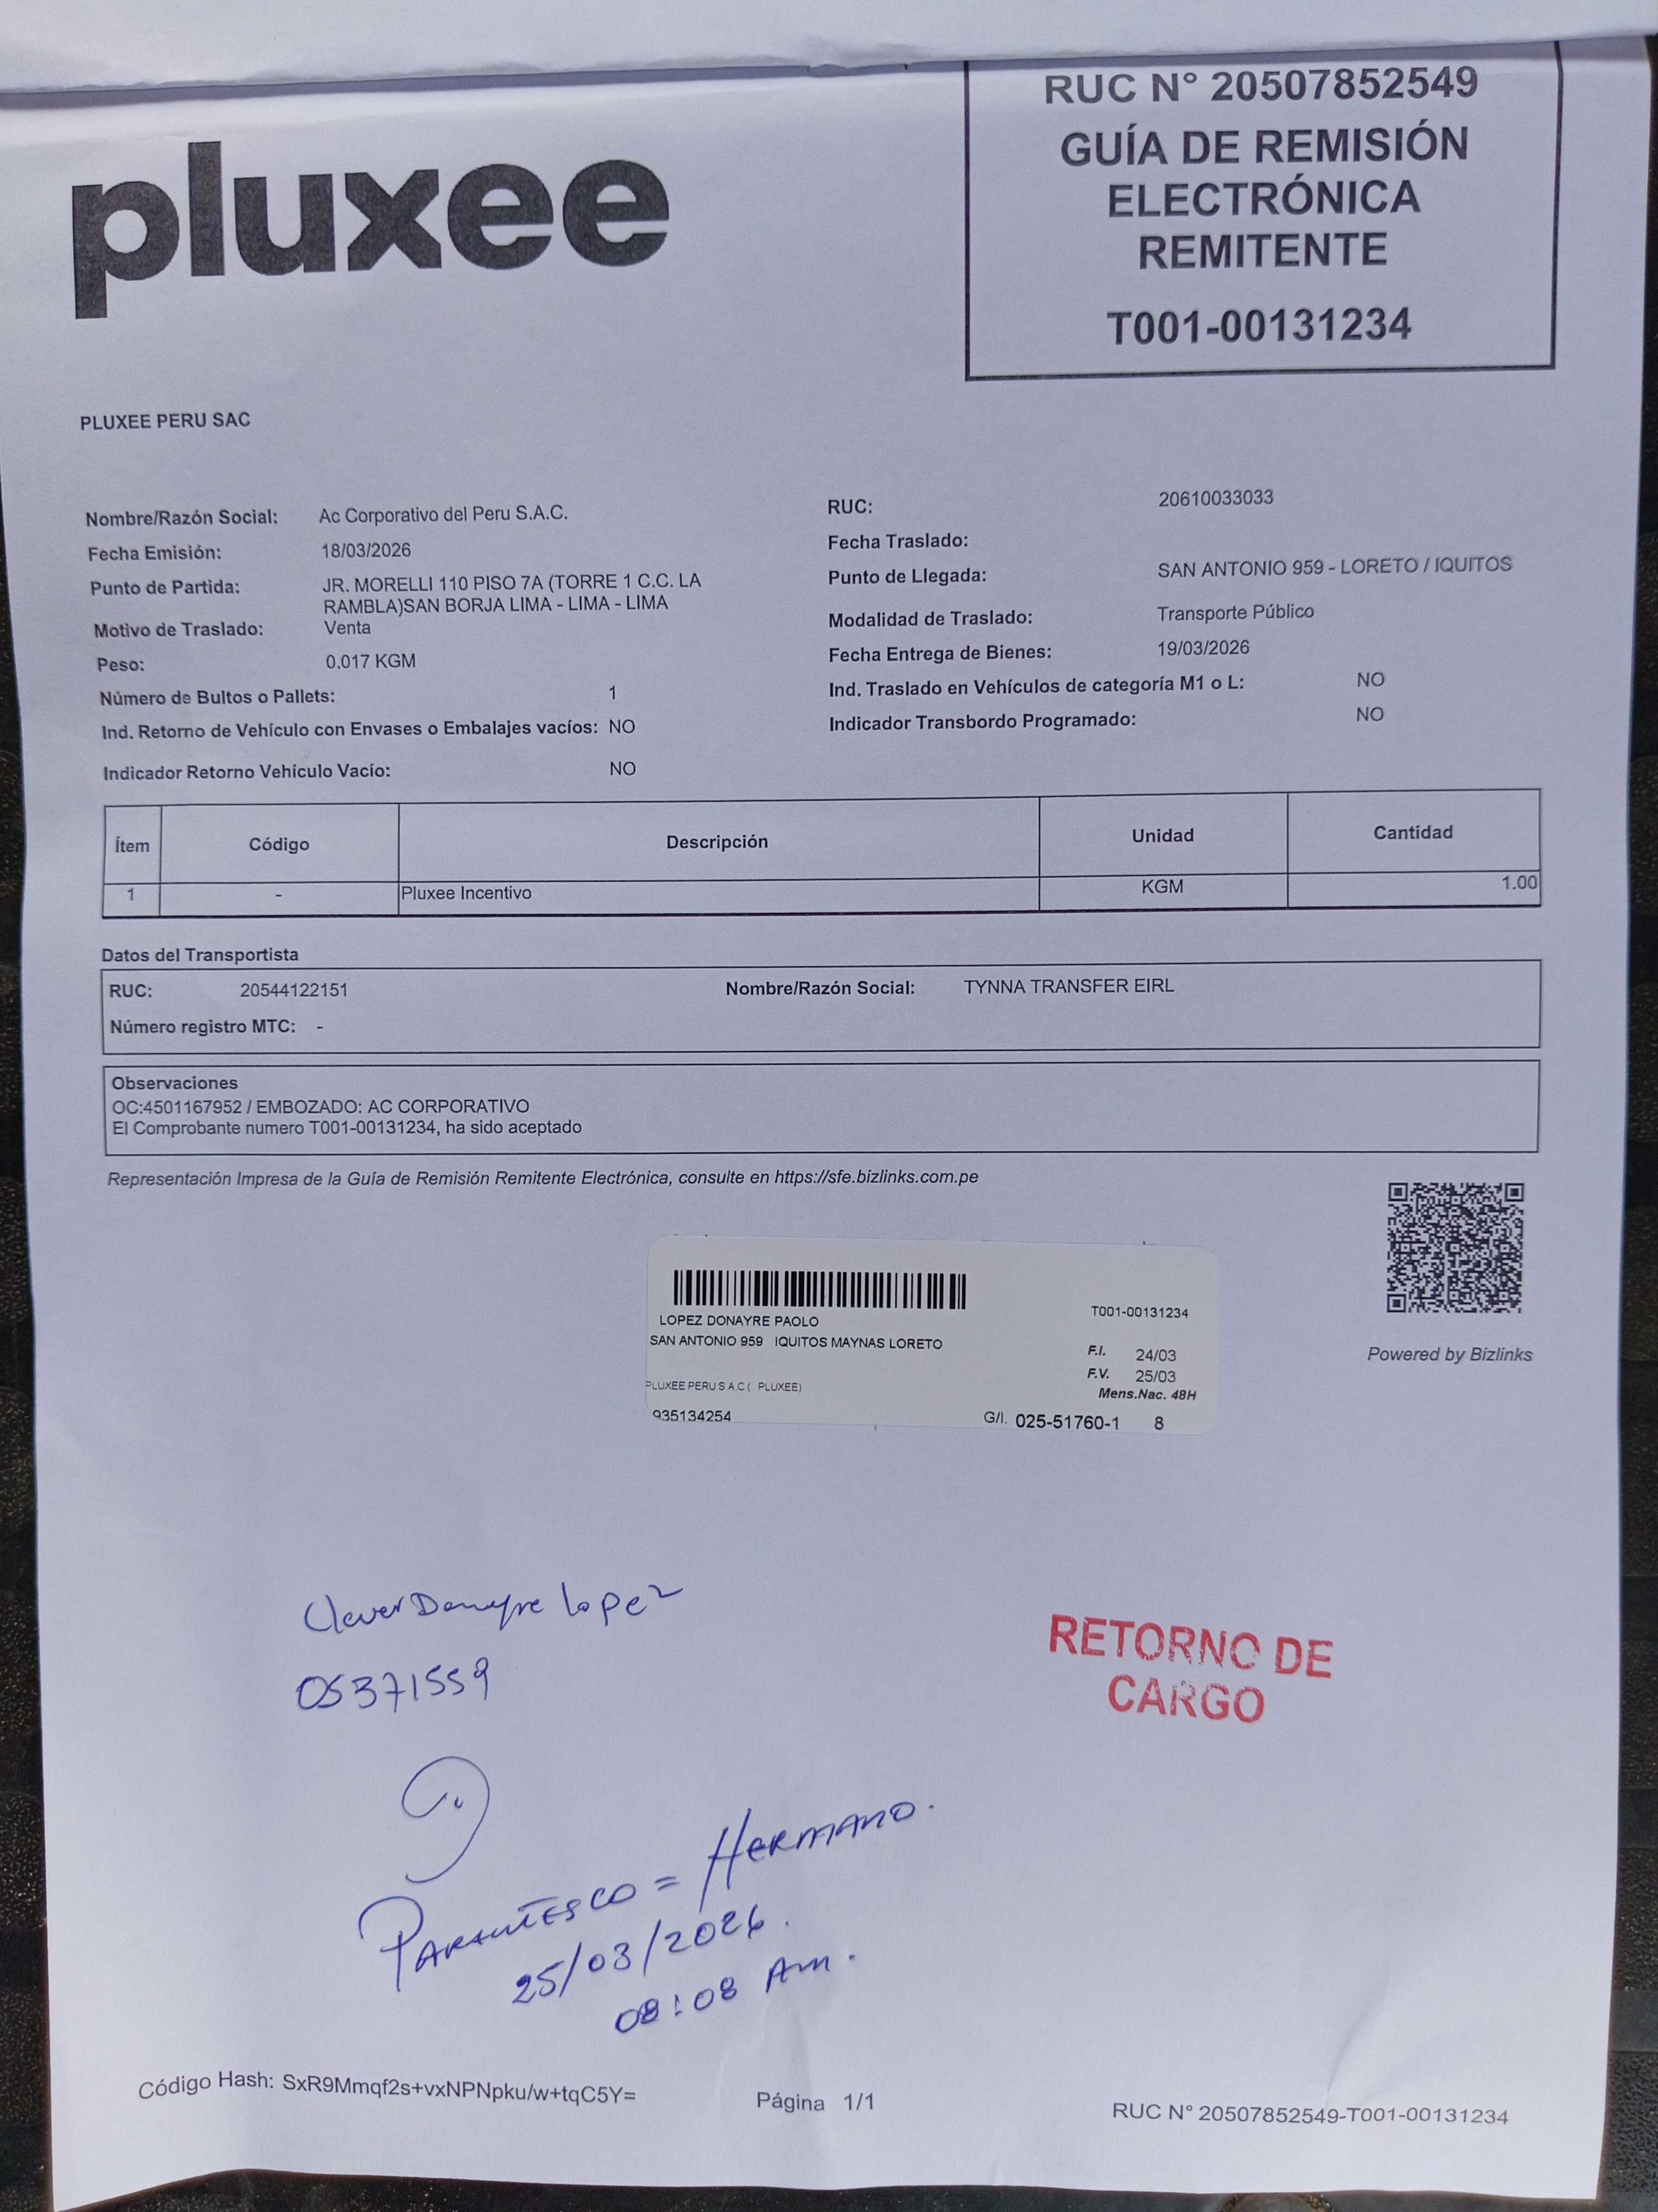 RUC N° 20507852549
GUÍA DE REMISIÓN
ELECTRÓNICA
REMITENTE
T001-00131234
pluxee
PLUXEE PERU SAC
Nombre/Razón Social: Ac Corporativo del Peru S.A.C.
Fecha Emisión: 18/03/2026
Punto de Partida: JR. MORELLI 110 PISO 7A (TORRE 1 C.C. LA
RAMBLA)SAN BORJA LIMA - LIMA - LIMA
Motivo de Traslado: Venta
Peso: 0.017 KGM
Número de Bultos o Pallets: 1
Ind. Retorno de Vehículo con Envases o Embalajes vacíos: NO
Indicador Retorno Vehículo Vacío: NO
RUC: 20610033033
Fecha Traslado:
Punto de Llegada: SAN ANTONIO 959 - LORETO / IQUITOS
Modalidad de Traslado: Transporte Público
Fecha Entrega de Bienes: 19/03/2026
Ind. Traslado en Vehículos de categoría M1 o L: NO
Indicador Transbordo Programado: NO
Ítem Código Descripción Unidad Cantidad
1 - Pluxee Incentivo KGM 1.00
Datos del Transportista
RUC: 20544122151 Nombre/Razón Social: TYNNA TRANSFER EIRL
Número registro MTC: -
Observaciones
OC:4501167952 / EMBOZADO: AC CORPORATIVO
El Comprobante numero T001-00131234, ha sido aceptado
Representación Impresa de la Guía de Remisión Remitente Electrónica, consulte en https://sfe.bizlinks.com.pe
Powered by Bizlinks
T001-00131234
LOPEZ DONAYRE PAOLO
SAN ANTONIO 959 IQUITOS MAYNAS LORETO
F.I. 24/03
F.V. 25/03
PLUXEE PERU S A C ( PLUXEE)
Mens.Nac. 48H
935134254
G/I. 025-51760-1 8
Clever Donayre Lopez
05371559
RETORNO DE
CARGO
PARENTESCO = HERMANO.
25/03/2026.
08:08 Am.
Código Hash: SxR9Mmqf2s+vxNPNpku/w+tqC5Y=
Página 1/1
RUC N° 20507852549-T001-00131234